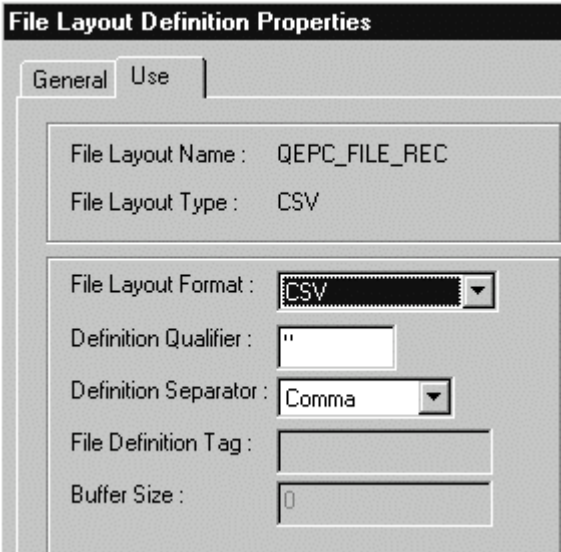 File Layout Definition Properties
General Use
File Layout Name : QEPC_FILE_REC
File Layout Type : CSV
File Layout Format : CSV
Definition Qualifier : "
Definition Separator : Comma
File Definition Tag :
Buffer Size : 0